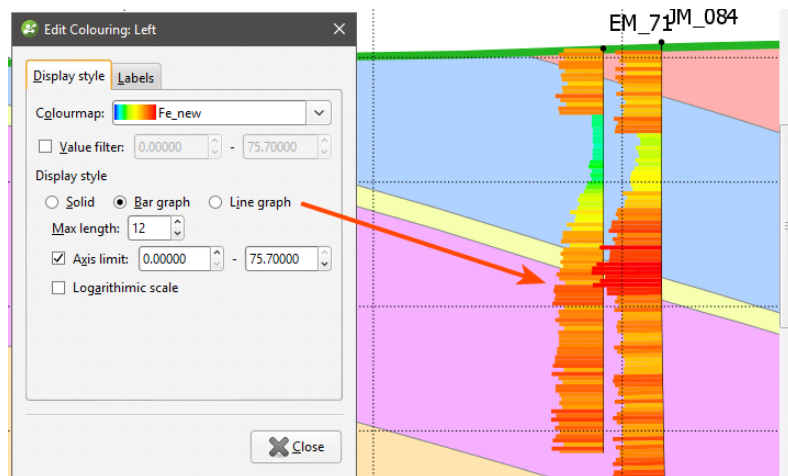 Edit Colouring: Left
Display style Labels
Colourmap: Fe_new
Value filter: 0.00000 - 75.70000
Display style
Solid Bar graph Line graph
Max length: 12
Axis limit: 0.00000 - 75.70000
Logarithimic scale
Close
EM_71 JM_084